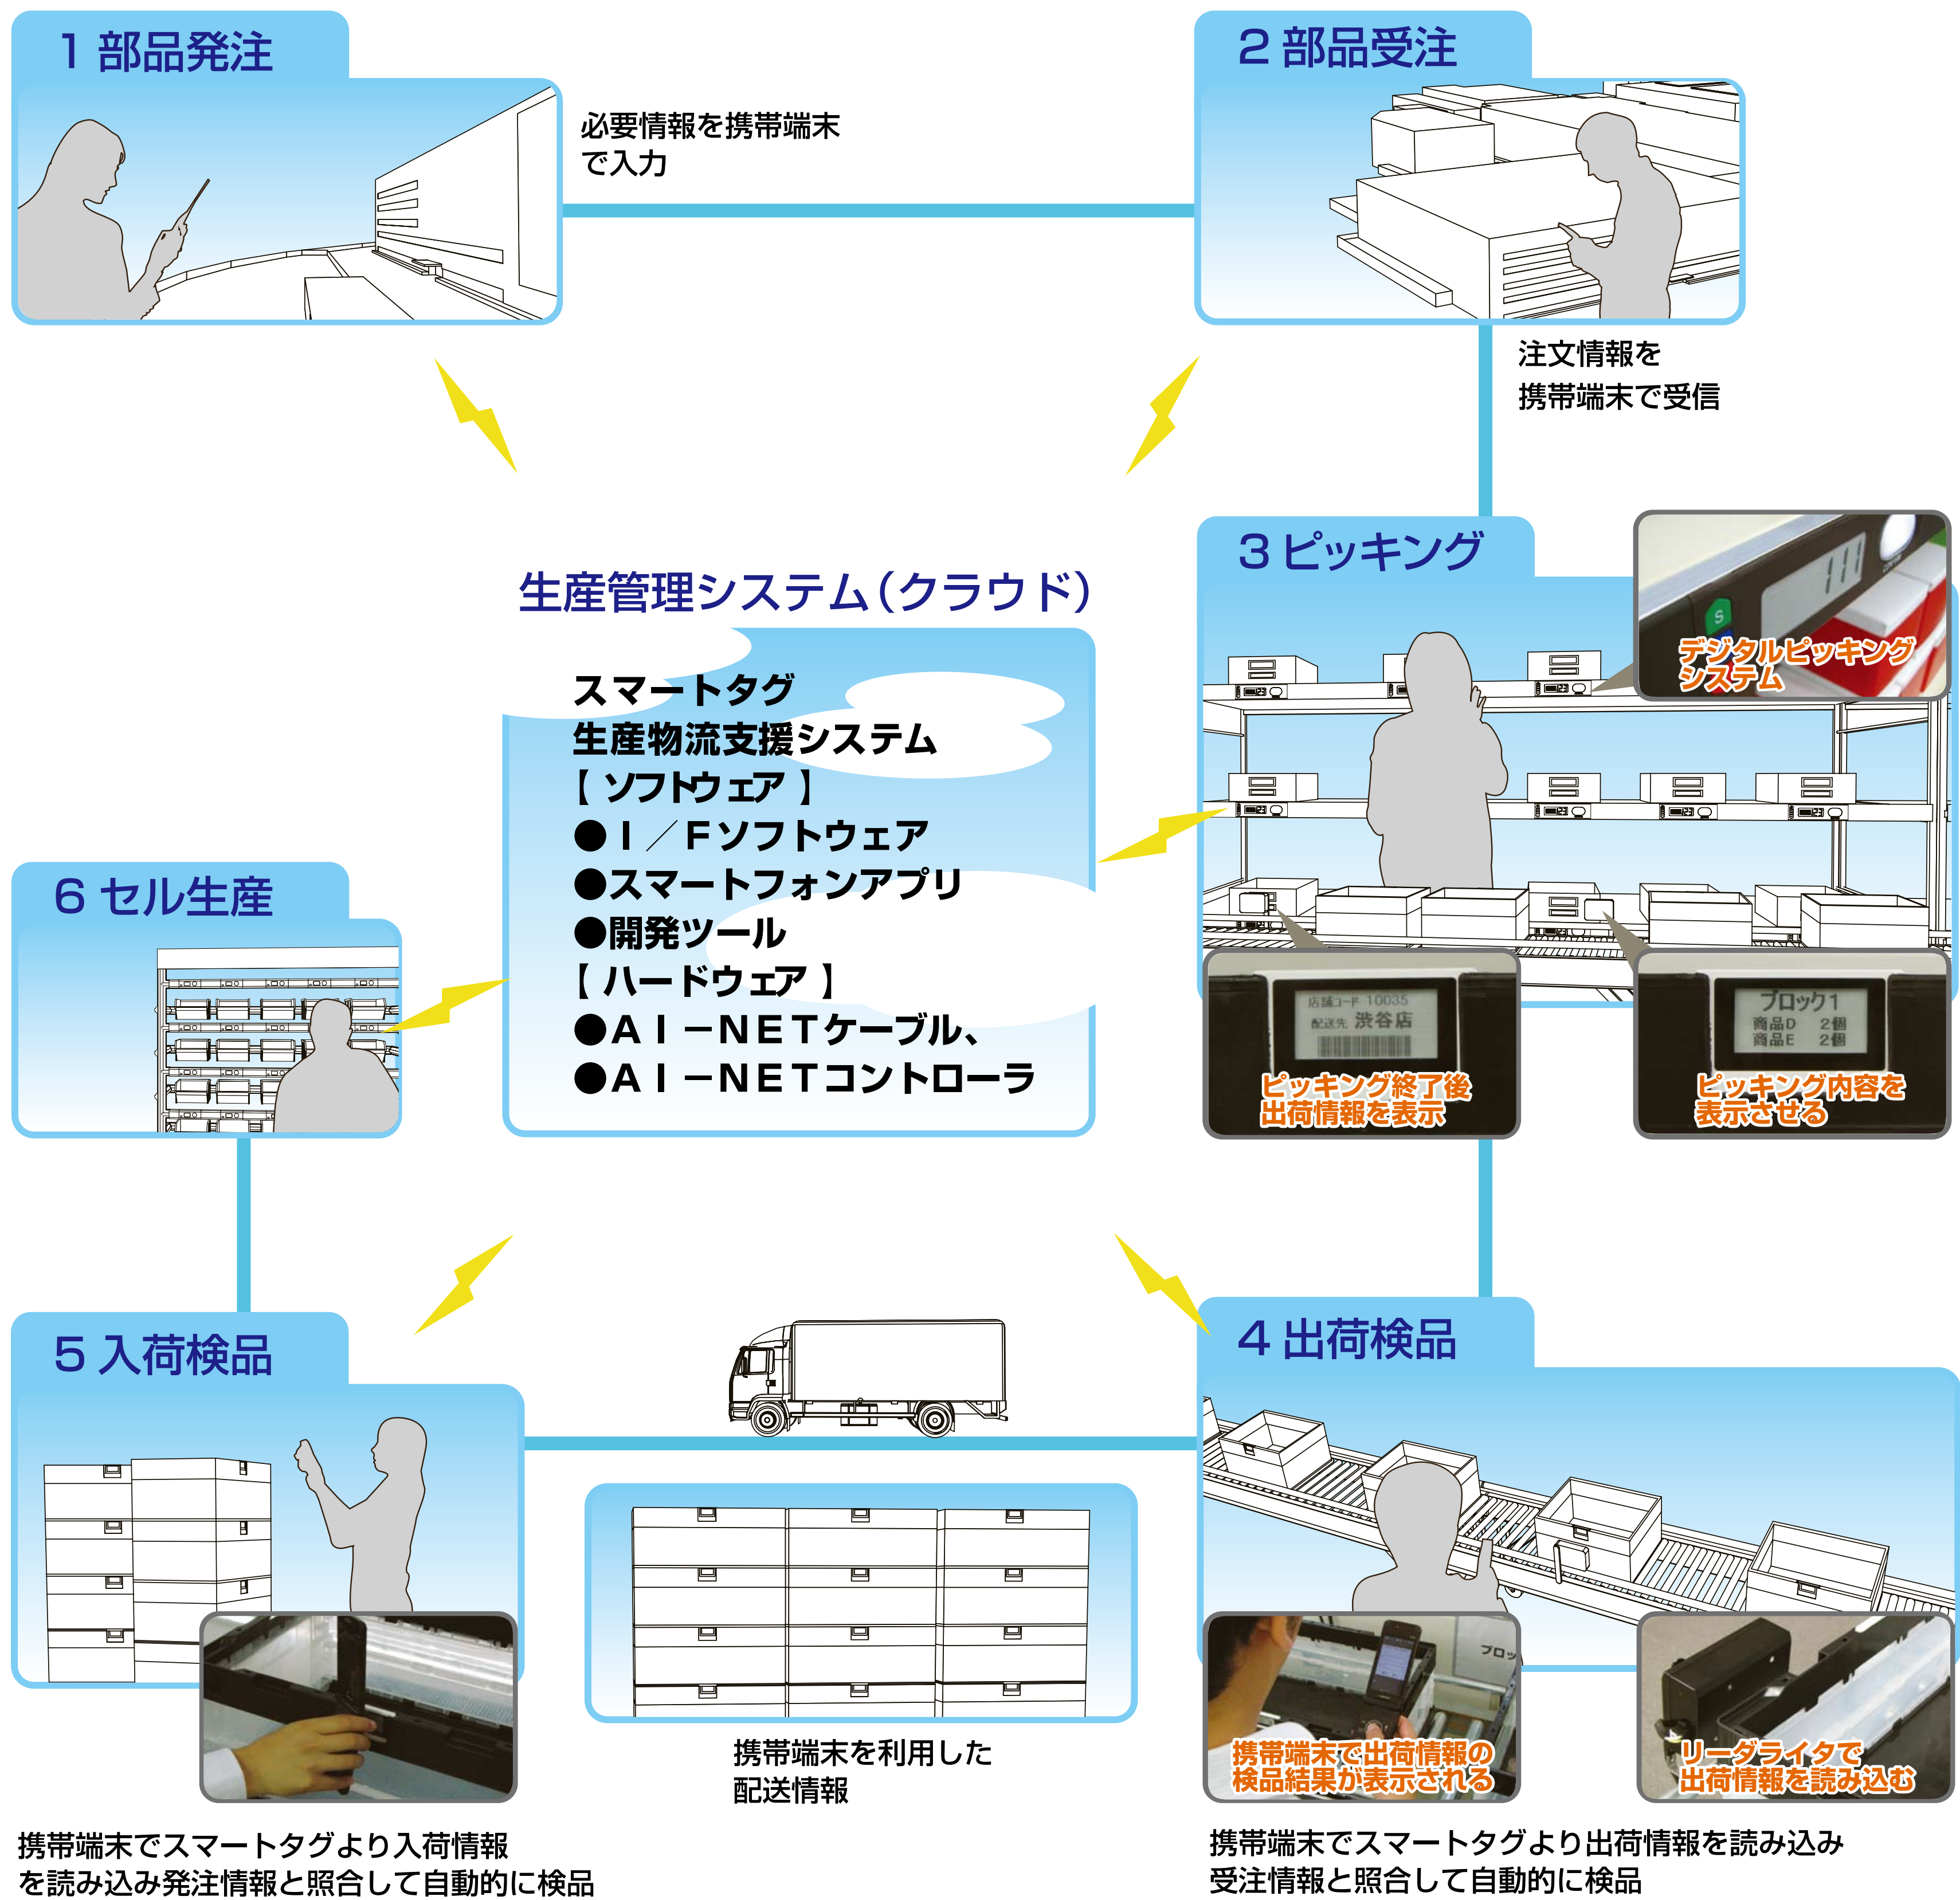 1 部品発注
必要情報を携帯端末
で入力
2 部品受注
注文情報を
携帯端末で受信
3 ピッキング
デジタルピッキング
システム
店舗コード 10035
配送先 渋谷店
ピッキング終了後
出荷情報を表示
ブロック1
商品D 2個
商品E 2個
ピッキング内容を
表示させる
生産管理システム（クラウド）
スマートタグ
生産物流支援システム
【 ソフトウェア 】
●Ｉ／Ｆソフトウェア
●スマートフォンアプリ
●開発ツール
【 ハードウェア 】
●ＡＩ－ＮＥＴケーブル、
●ＡＩ－ＮＥＴコントローラ
4 出荷検品
携帯端末で出荷情報の
検品結果が表示される
リーダライタで
出荷情報を読み込む
携帯端末でスマートタグより出荷情報を読み込み
受注情報と照合して自動的に検品
携帯端末を利用した
配送情報
5 入荷検品
携帯端末でスマートタグより入荷情報
を読み込み発注情報と照合して自動的に検品
6 セル生産